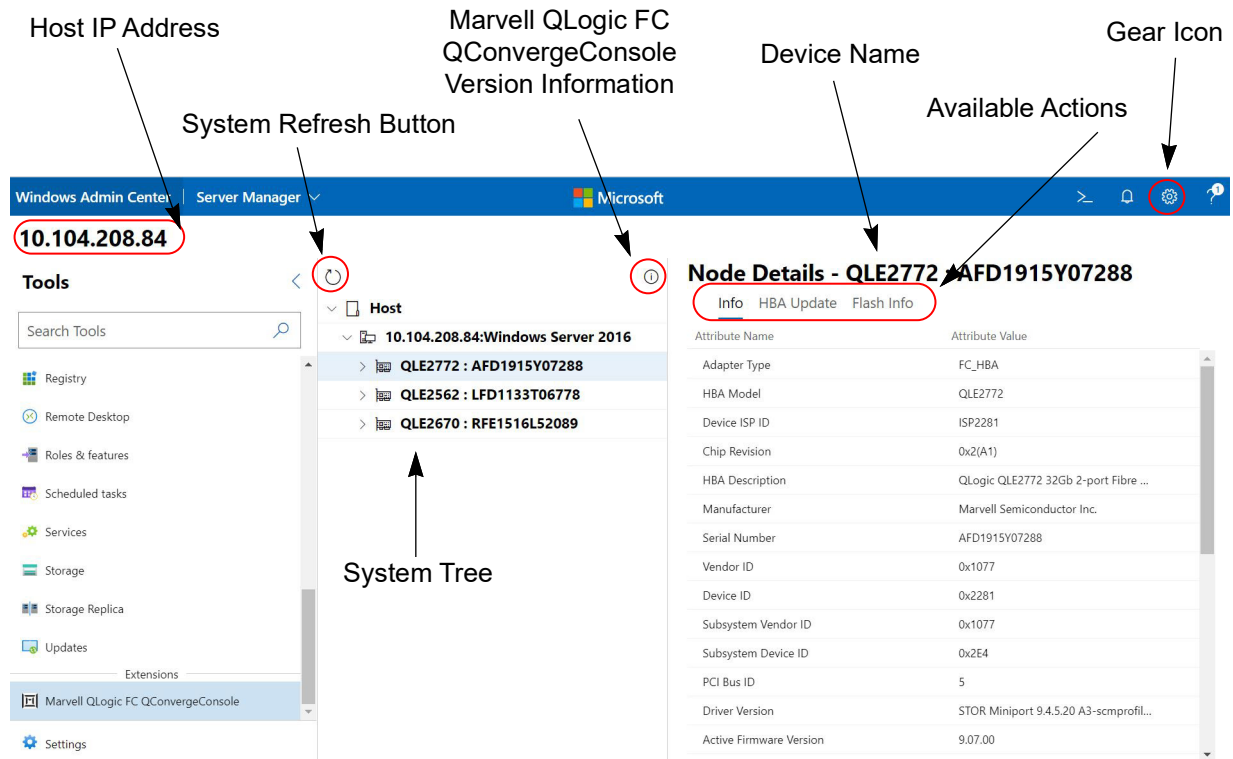 Host IP Address
Marvell QLogic FC
QConvergeConsole
Version Information
Device Name
Gear Icon
System Refresh Button
Available Actions
Windows Admin Center | Server Manager
Microsoft
1
10.104.208.84
Tools
Search Tools
Registry
Remote Desktop
Roles & features
Scheduled tasks
Services
Storage
Storage Replica
Updates
Extensions
Marvell QLogic FC QConvergeConsole
Settings
Host
10.104.208.84:Windows Server 2016
QLE2772 : AFD1915Y07288
QLE2562 : LFD1133T06778
QLE2670 : RFE1516L52089
System Tree
Node Details - QLE2772 : AFD1915Y07288
Info HBA Update Flash Info
Attribute Name Attribute Value
Adapter Type FC_HBA
HBA Model QLE2772
Device ISP ID ISP2281
Chip Revision 0x2(A1)
HBA Description QLogic QLE2772 32Gb 2-port Fibre ...
Manufacturer Marvell Semiconductor Inc.
Serial Number AFD1915Y07288
Vendor ID 0x1077
Device ID 0x2281
Subsystem Vendor ID 0x1077
Subsystem Device ID 0x2E4
PCI Bus ID 5
Driver Version STOR Miniport 9.4.5.20 A3-scmprofil...
Active Firmware Version 9.07.00